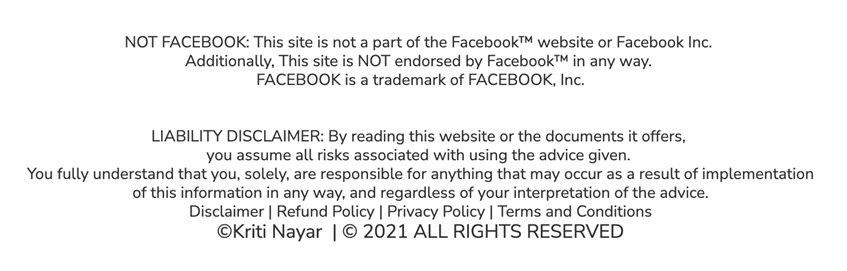 NOT FACEBOOK: This site is not a part of the Facebook™ website or Facebook Inc.
Additionally, This site is NOT endorsed by Facebook™ in any way.
FACEBOOK is a trademark of FACEBOOK, Inc.
LIABILITY DISCLAIMER: By reading this website or the documents it offers,
you assume all risks associated with using the advice given.
You fully understand that you, solely, are responsible for anything that may occur as a result of implementation
of this information in any way, and regardless of your interpretation of the advice.
Disclaimer | Refund Policy | Privacy Policy | Terms and Conditions
©Kriti Nayar | © 2021 ALL RIGHTS RESERVED